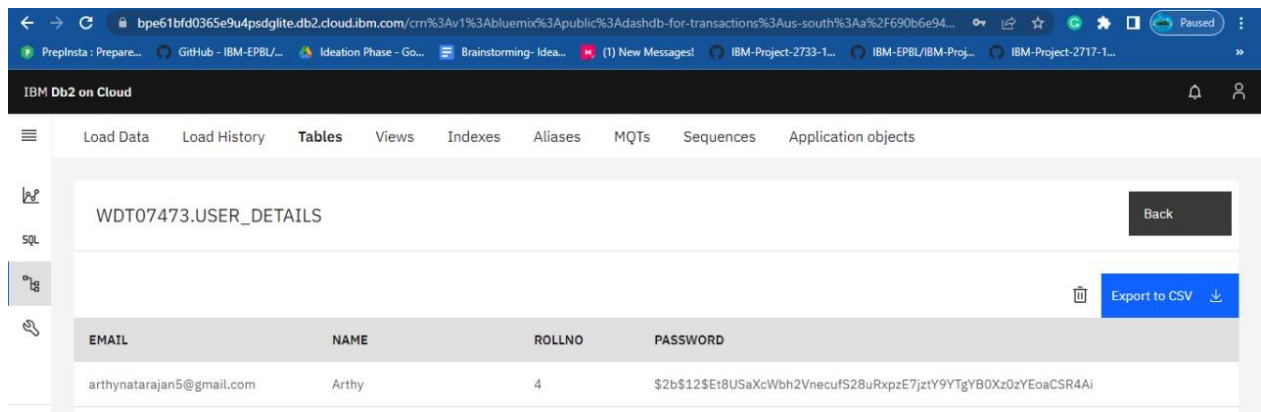 bpe61bfd0365e9u4psdglite.db2.cloud.ibm.com/crn%3Av1%3Abluemix%3Apublic%3Adashdb-for-transactions%3Aus-south%3Aa%2F690b6e94... Paused
PrepInsta : Prepare... GitHub - IBM-EPBL/... Ideation Phase - Go... Brainstorming- Idea... (1) New Messages! IBM-Project-2733-1... IBM-EPBL/IBM-Proj... IBM-Project-2717-1... »
IBM Db2 on Cloud
Load Data Load History Tables Views Indexes Aliases MQTs Sequences Application objects
WDT07473.USER_DETAILS Back
SQL
Export to CSV
EMAIL NAME ROLLNO PASSWORD
arthynatarajan5@gmail.com Arthy 4 $2b$12$Et8USaXcWbh2VnecufS28uRxpzE7jztY9YTgYB0Xz0zYEoaCSR4Ai